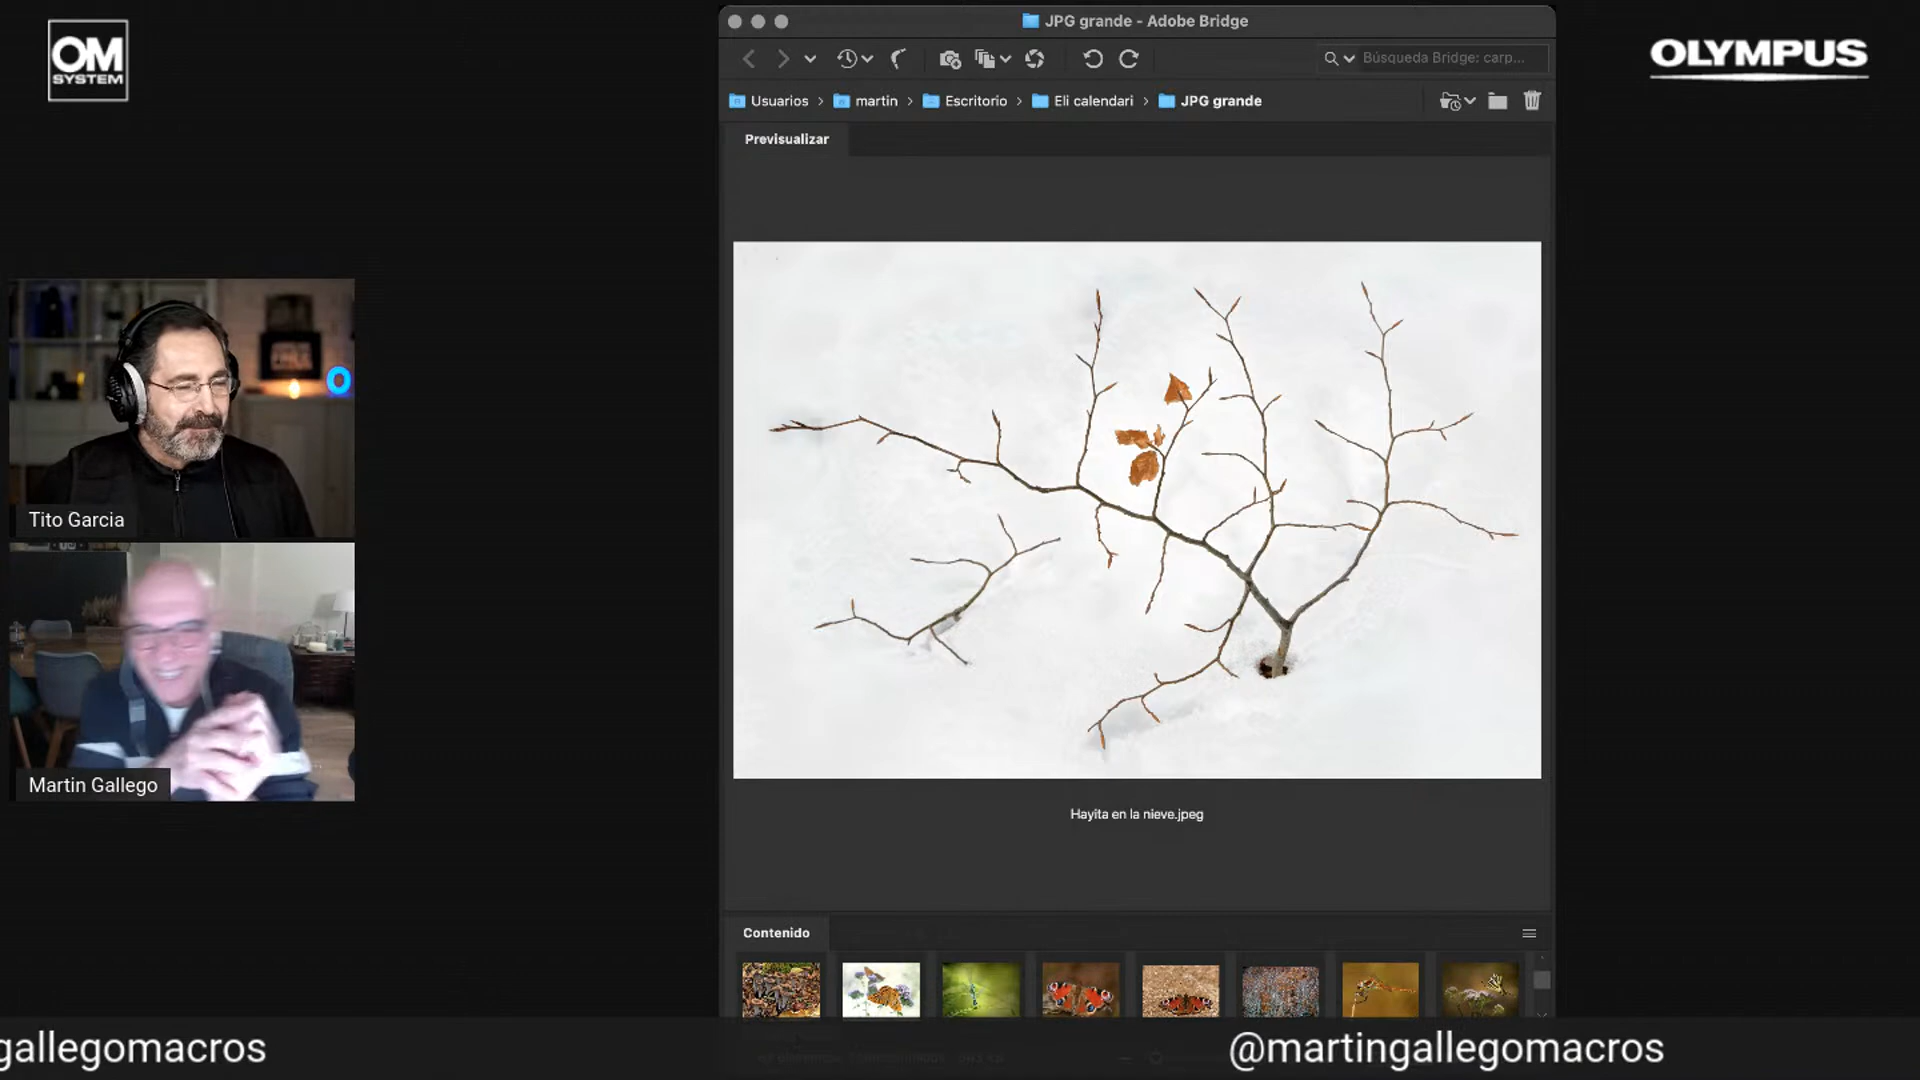 OM
SYSTEM
OLYMPUS
JPG grande - Adobe Bridge
Búsqueda Bridge: carp...
Usuarios > martin > Escritorio > Eli calendari > JPG grande
Previsualizar
Tito Garcia
Martin Gallego
Hayita en la nieve.jpeg
Contenido
gallegomacros
@martingallegomacros